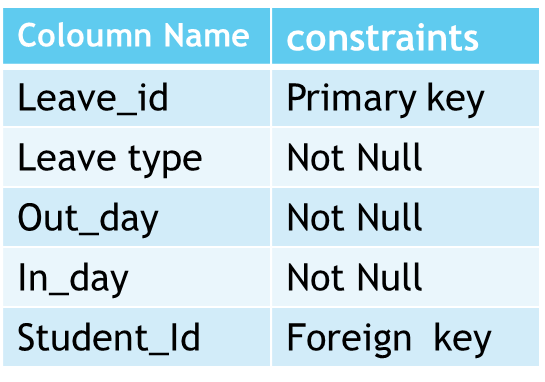 Coloumn Name constraints
Leave_id Primary key
Leave type Not Null
Out_day Not Null
In_day Not Null
Student_Id Foreign key